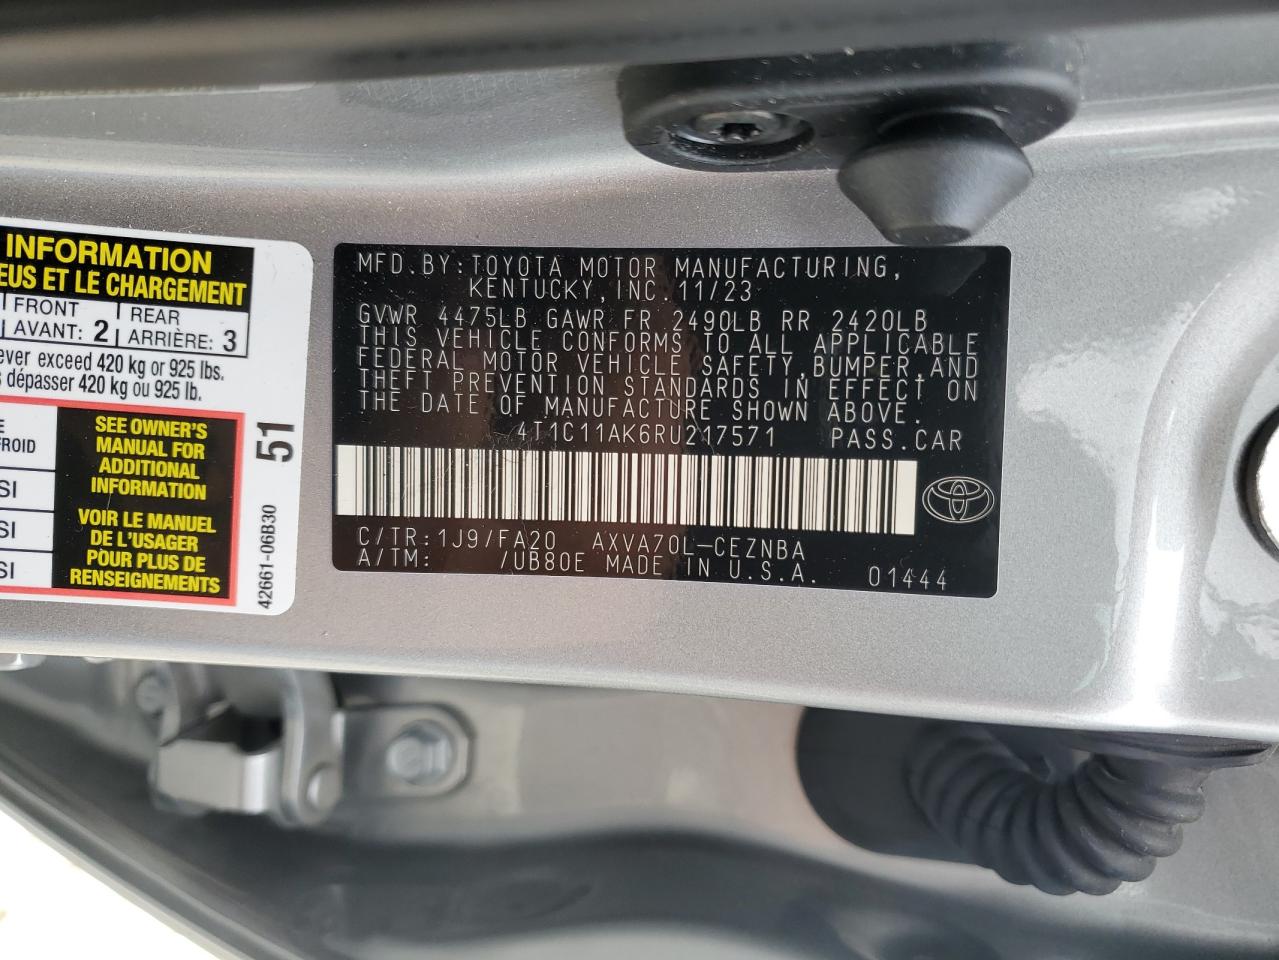 INFORMATION
EUS ET LE CHARGEMENT
FRONT REAR
AVANT: 2 ARRIÈRE: 3
ever exceed 420 kg or 925 lbs.
s dépasser 420 kg ou 925 lb.
E
FROID
SI
SI
SI
SEE OWNER'S
MANUAL FOR
ADDITIONAL
INFORMATION
VOIR LE MANUEL
DE L'USAGER
POUR PLUS DE
RENSEIGNEMENTS
51
42661-06B30
MFD.BY:TOYOTA MOTOR MANUFACTURING,
KENTUCKY,INC.11/23
GVWR 4475LB GAWR FR 2490LB RR 2420LB
THIS VEHICLE CONFORMS TO ALL APPLICABLE
FEDERAL MOTOR VEHICLE SAFETY,BUMPER,AND
THEFT PREVENTION STANDARDS IN EFFECT ON
THE DATE OF MANUFACTURE SHOWN ABOVE.
4T1C11AK6RU217571 PASS.CAR
C/TR:1J9/FA20 AXVA70L-CEZNBA
A/TM: /UB80E MADE IN U.S.A. 01444